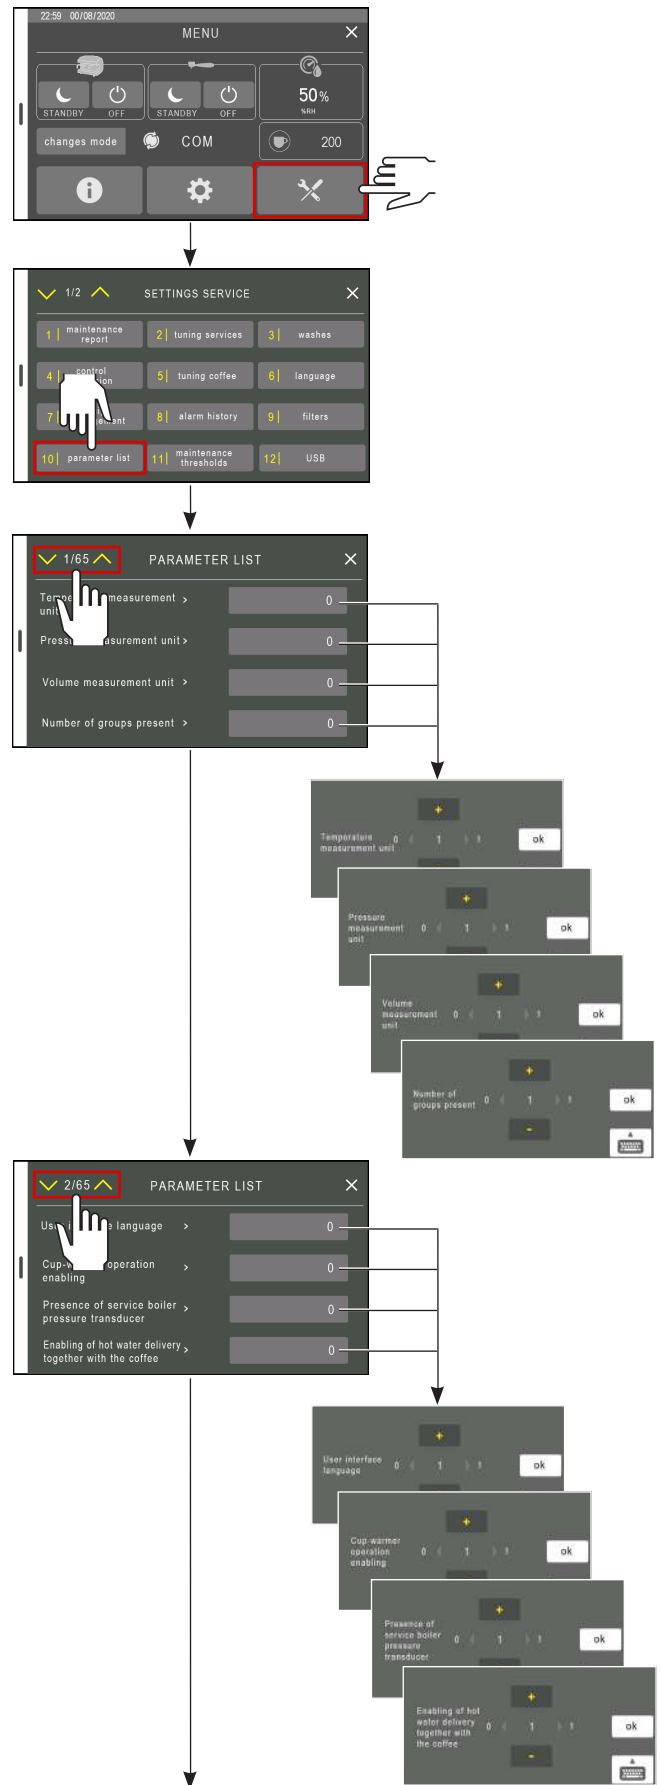 22:59 00/08/2020
MENU
STANDBY OFF STANDBY OFF
50%
%RH
changes mode COM 200
1/2 SETTINGS SERVICE
1 maintenance report
2 tuning services
3 washes
4 control
5 tuning coffee
6 language
7
8 alarm history
9 filters
10 parameter list
11 maintenance thresholds
12 USB
1/65 PARAMETER LIST
measurement > 0
unit
measurement unit > 0
Volume measurement unit > 0
Number of groups present > 0
+
Temperature
measurement unit
0 1 1
ok
+
Pressure
measurement
unit
0 1 1
ok
+
Volume
measurement
unit
0 1 1
ok
+
Number of
groups present
0 1 1
ok
-
2/65 PARAMETER LIST
language > 0
operation
enabling > 0
Presence of service boiler
pressure transducer > 0
Enabling of hot water delivery
together with the coffee > 0
+
User interface
language
0 1 1
ok
+
Cup-warmer
operation
enabling
0 1 1
ok
+
Presence of
service boiler
pressure
transducer
0 1 1
ok
+
Enabling of hot
water delivery
together with
the coffee
0 1 1
ok
-